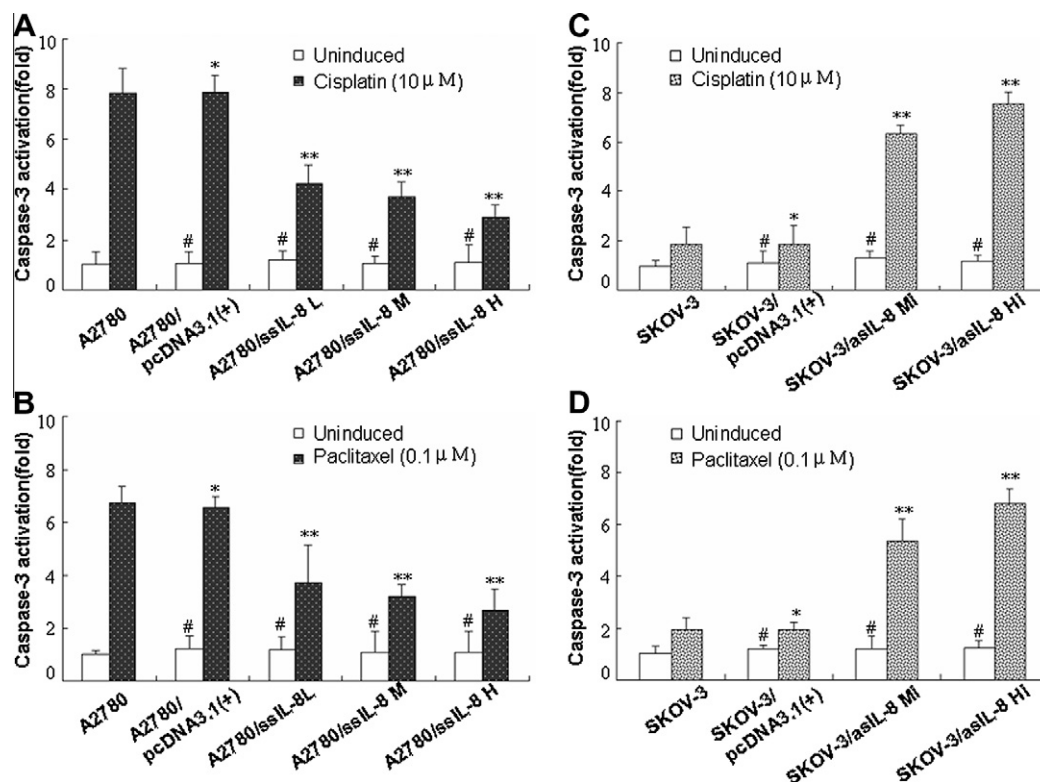 A
Caspase-3 activation(fold)
10
8
6
4
2
0
Uninduced
Cisplatin (10 μM)
*
**
**
**
#
#
#
#
A2780
A2780/
pcDNA3.1(+)
A2780/ssIL-8 L
A2780/ssIL-8 M
A2780/ssIL-8 H
C
Caspase-3 activation(fold)
10
8
6
4
2
0
Uninduced
Cisplatin (10 μM)
*
**
**
#
#
#
SKOV-3
SKOV-3/
pcDNA3.1(+)
SKOV-3/asIL-8 Mi
SKOV-3/asIL-8 Hi
B
Caspase-3 activation(fold)
10
8
6
4
2
0
Uninduced
Paclitaxel (0.1 μM)
*
**
**
**
#
#
#
#
A2780
A2780/
pcDNA3.1(+)
A2780/ssIL-8L
A2780/ssIL-8 M
A2780/ssIL-8 H
D
Caspase-3 activation(fold)
10
8
6
4
2
0
Uninduced
Paclitaxel (0.1 μM)
*
**
**
#
#
#
SKOV-3
SKOV-3/
pcDNA3.1(+)
SKOV-3/asIL-8 Mi
SKOV-3/asIL-8 Hi